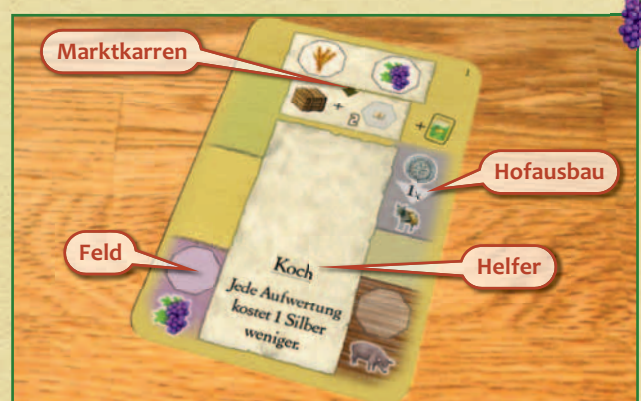 Marktkarren
1
+
2
+
Hofausbau
1
Feld
Helfer
Koch
Jede Aufwertung
kostet 1 Silber
weniger.